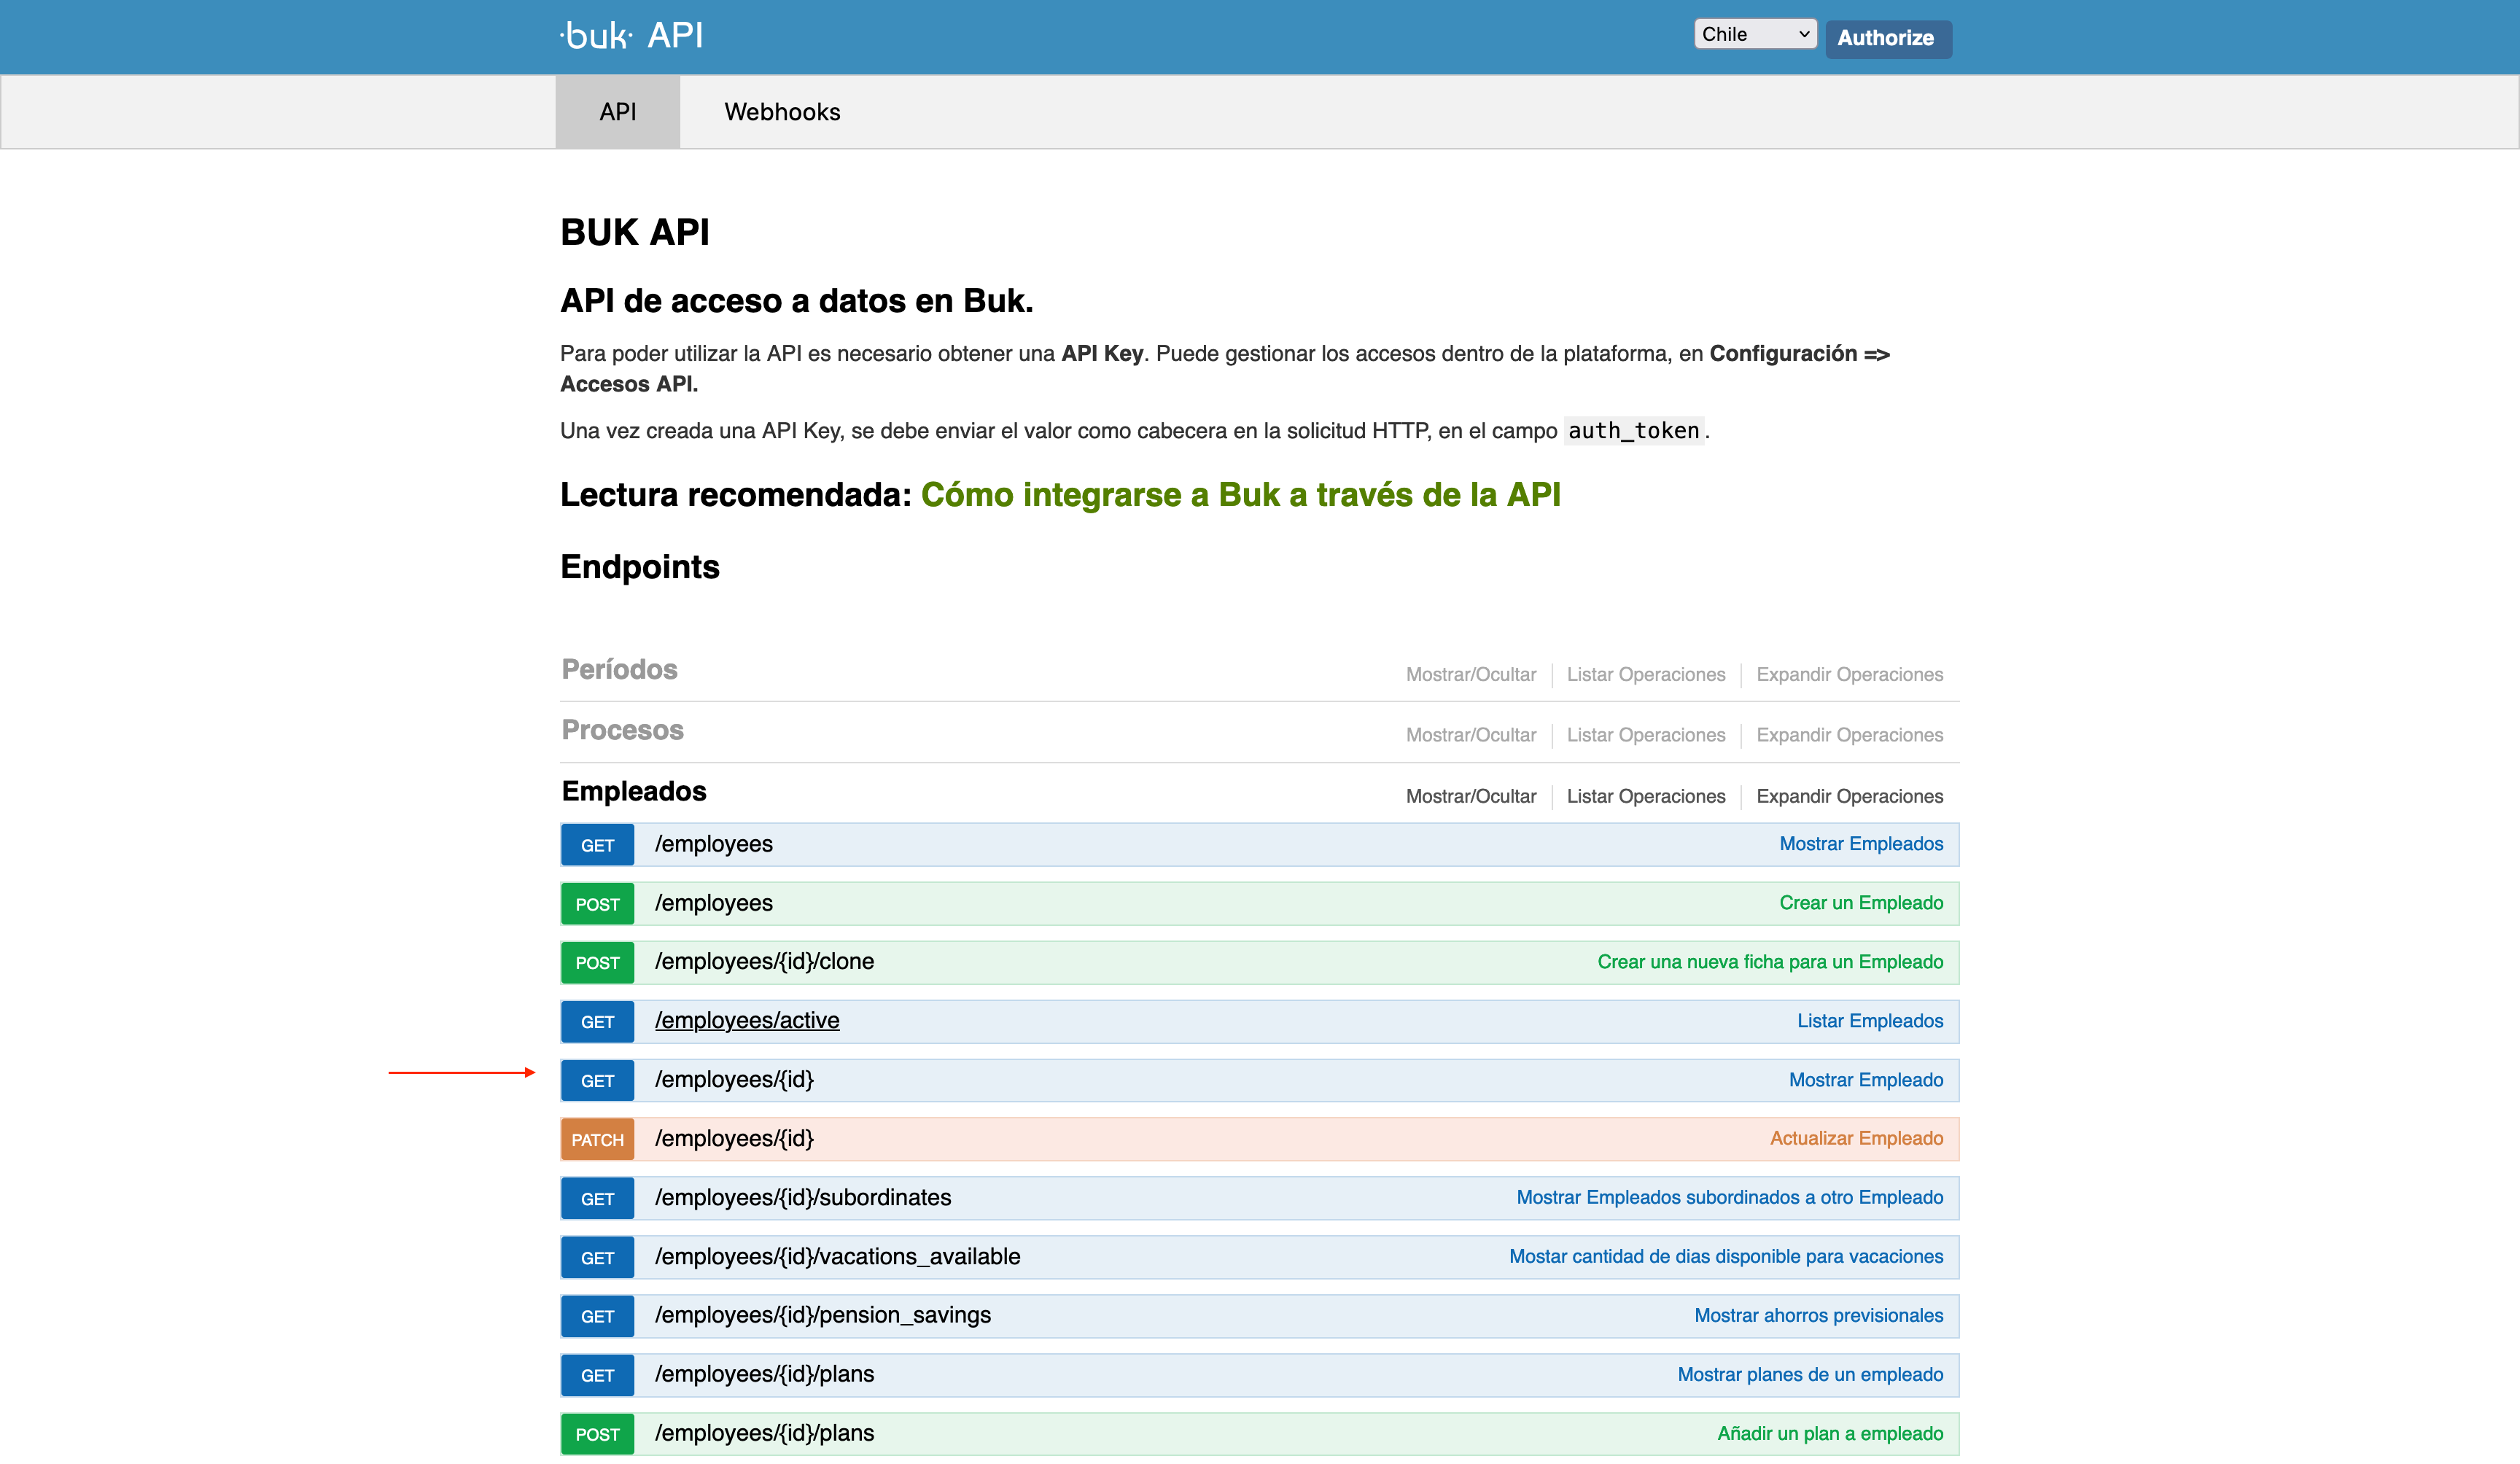 ·buk· API
Chile
Authorize
API
Webhooks
BUK API
API de acceso a datos en Buk.
Para poder utilizar la API es necesario obtener una API Key. Puede gestionar los accesos dentro de la plataforma, en Configuración =>
Accesos API.
Una vez creada una API Key, se debe enviar el valor como cabecera en la solicitud HTTP, en el campo auth_token.
Lectura recomendada: Cómo integrarse a Buk a través de la API
Endpoints
Períodos Mostrar/Ocultar Listar Operaciones Expandir Operaciones
Procesos Mostrar/Ocultar Listar Operaciones Expandir Operaciones
Empleados Mostrar/Ocultar Listar Operaciones Expandir Operaciones
GET /employees Mostrar Empleados
POST /employees Crear un Empleado
POST /employees/{id}/clone Crear una nueva ficha para un Empleado
GET /employees/active Listar Empleados
GET /employees/{id} Mostrar Empleado
PATCH /employees/{id} Actualizar Empleado
GET /employees/{id}/subordinates Mostrar Empleados subordinados a otro Empleado
GET /employees/{id}/vacations_available Mostar cantidad de dias disponible para vacaciones
GET /employees/{id}/pension_savings Mostrar ahorros previsionales
GET /employees/{id}/plans Mostrar planes de un empleado
POST /employees/{id}/plans Añadir un plan a empleado